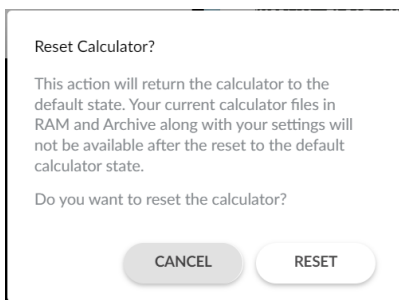 Reset Calculator?
This action will return the calculator to the
default state. Your current calculator files in
RAM and Archive along with your settings will
not be available after the reset to the default
calculator state.
Do you want to reset the calculator?
CANCEL RESET